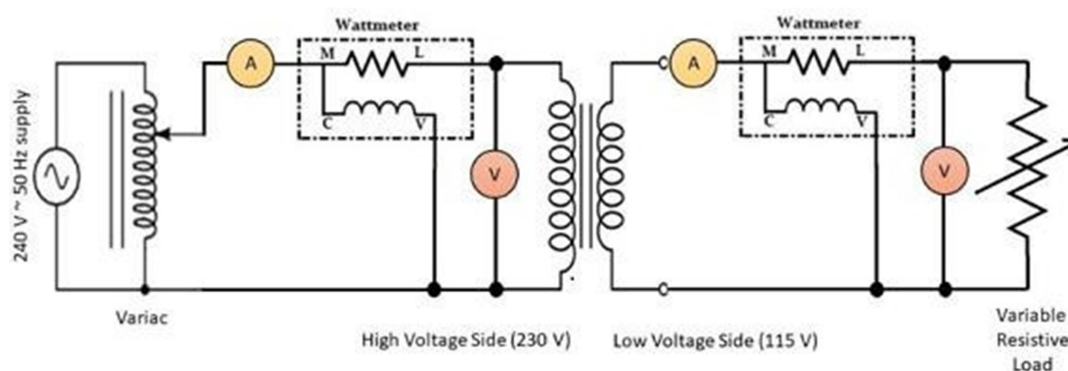 Wattmeter
Wattmeter
M
L
C
V
A
V
A
M
L
C
V
V
240 V ~ 50 Hz supply
Variac
High Voltage Side (230 V)
Low Voltage Side (115 V)
Variable
Resistive
Load